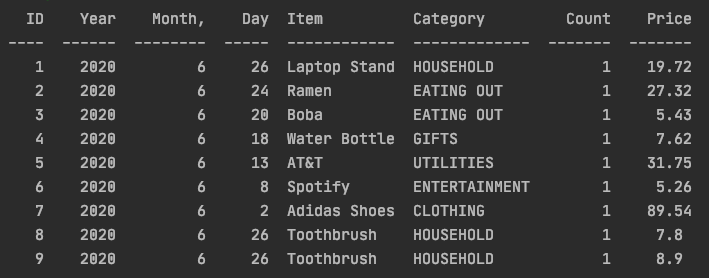 ID Year Month, Day Item Category Count Price
---- ------ -------- ----- ------------ ------------- ------- -------
1 2020 6 26 Laptop Stand HOUSEHOLD 1 19.72
2 2020 6 24 Ramen EATING OUT 1 27.32
3 2020 6 20 Boba EATING OUT 1 5.43
4 2020 6 18 Water Bottle GIFTS 1 7.62
5 2020 6 13 AT&T UTILITIES 1 31.75
6 2020 6 8 Spotify ENTERTAINMENT 1 5.26
7 2020 6 2 Adidas Shoes CLOTHING 1 89.54
8 2020 6 26 Toothbrush HOUSEHOLD 1 7.8
9 2020 6 26 Toothbrush HOUSEHOLD 1 8.9